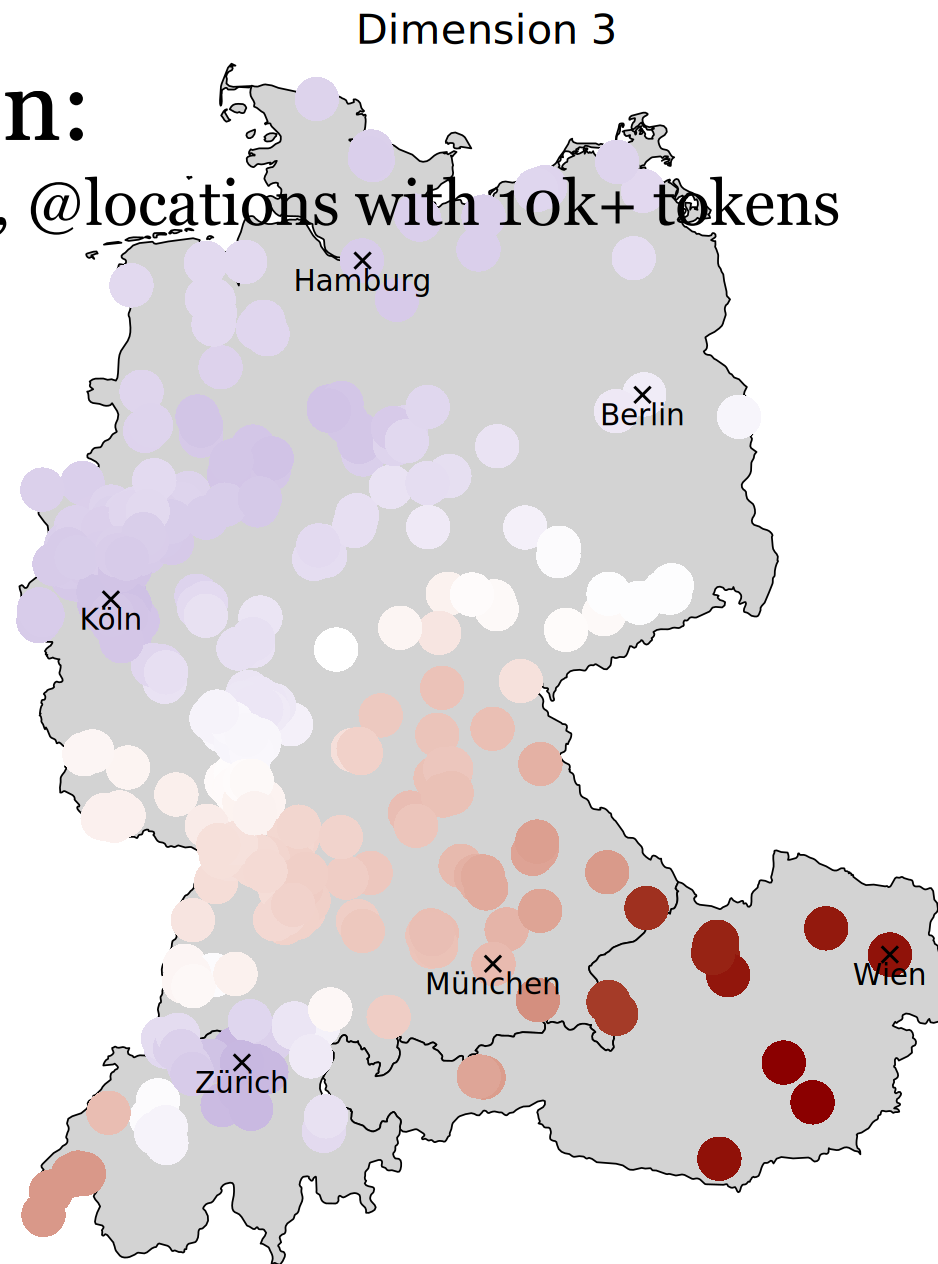 Dimension 3
n:
, @locations with 10k+ tokens
Hamburg
Berlin
Köln
München
Wien
Zürich